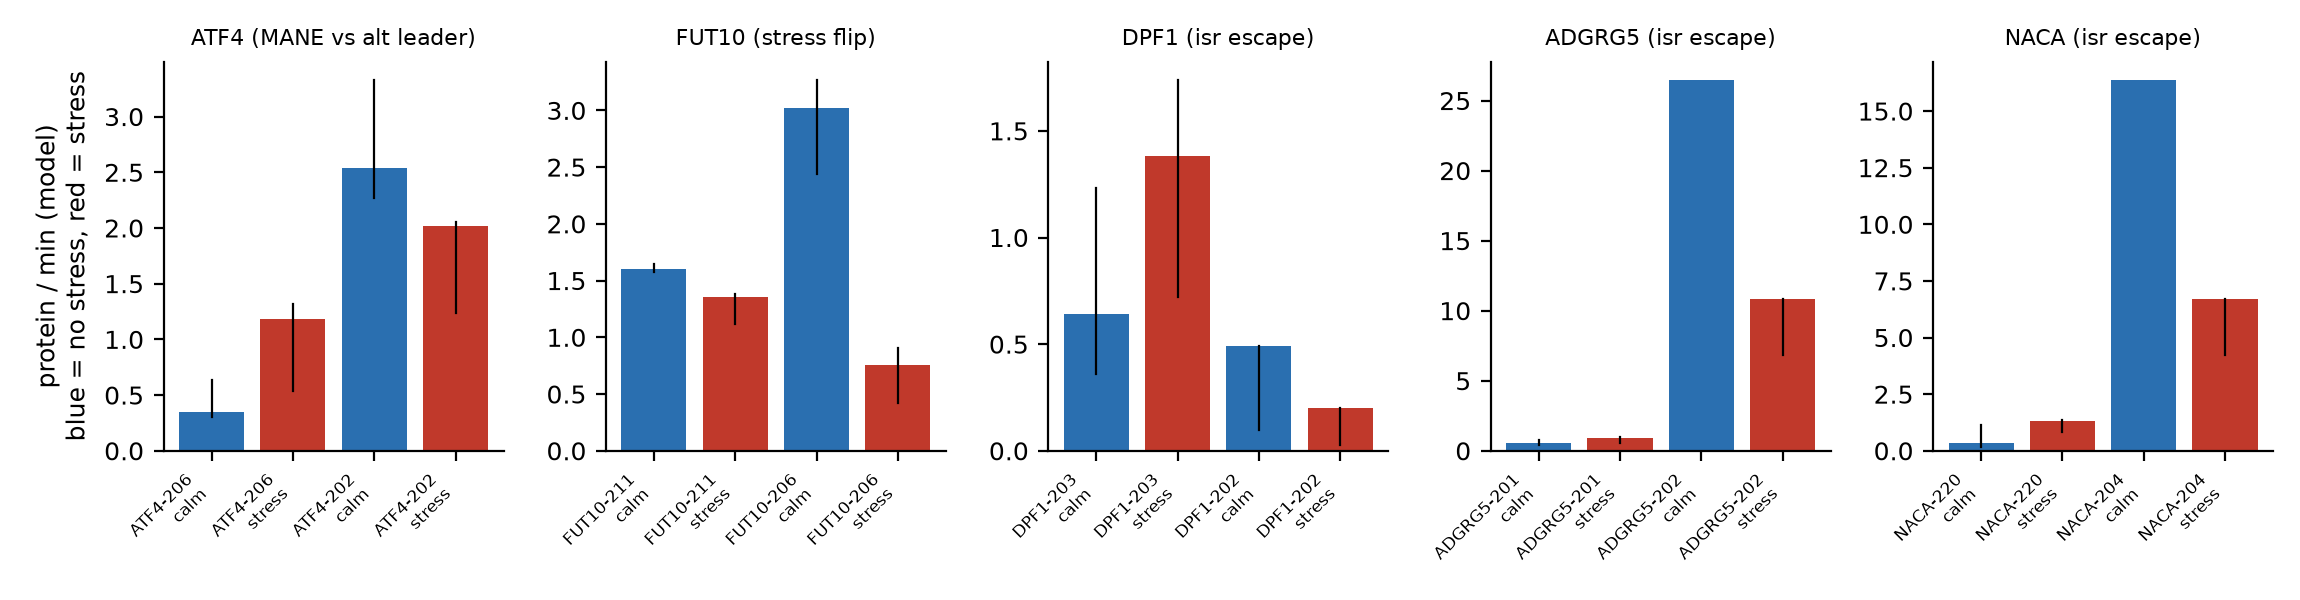 ATF4 (MANE vs alt leader)
FUT10 (stress flip)
DPF1 (isr escape)
ADGRG5 (isr escape)
NACA (isr escape)
protein / min (model)
blue = no stress, red = stress
3.0
2.5
2.0
1.5
1.0
0.5
0.0
ATF4-206
calm
ATF4-206
stress
ATF4-202
calm
ATF4-202
stress
3.0
2.5
2.0
1.5
1.0
0.5
0.0
FUT10-211
calm
FUT10-211
stress
FUT10-206
calm
FUT10-206
stress
1.5
1.0
0.5
0.0
DPF1-203
calm
DPF1-203
stress
DPF1-202
calm
DPF1-202
stress
25
20
15
10
5
0
ADGRG5-201
calm
ADGRG5-201
stress
ADGRG5-202
calm
ADGRG5-202
stress
15.0
12.5
10.0
7.5
5.0
2.5
0.0
NACA-220
calm
NACA-220
stress
NACA-204
calm
NACA-204
stress